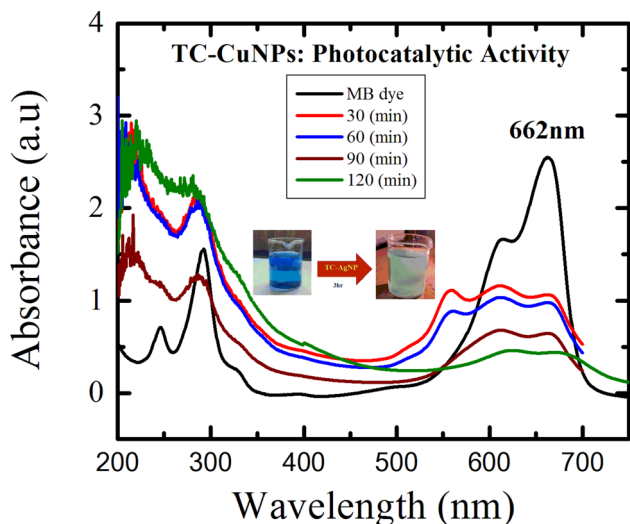 TC-CuNPs: Photocatalytic Activity
MB dye
30 (min)
60 (min)
90 (min)
120 (min)
662nm
TC-AgNP
3hr
Absorbance (a.u)
4
3
2
1
0
200
300
400
500
600
700
Wavelength (nm)